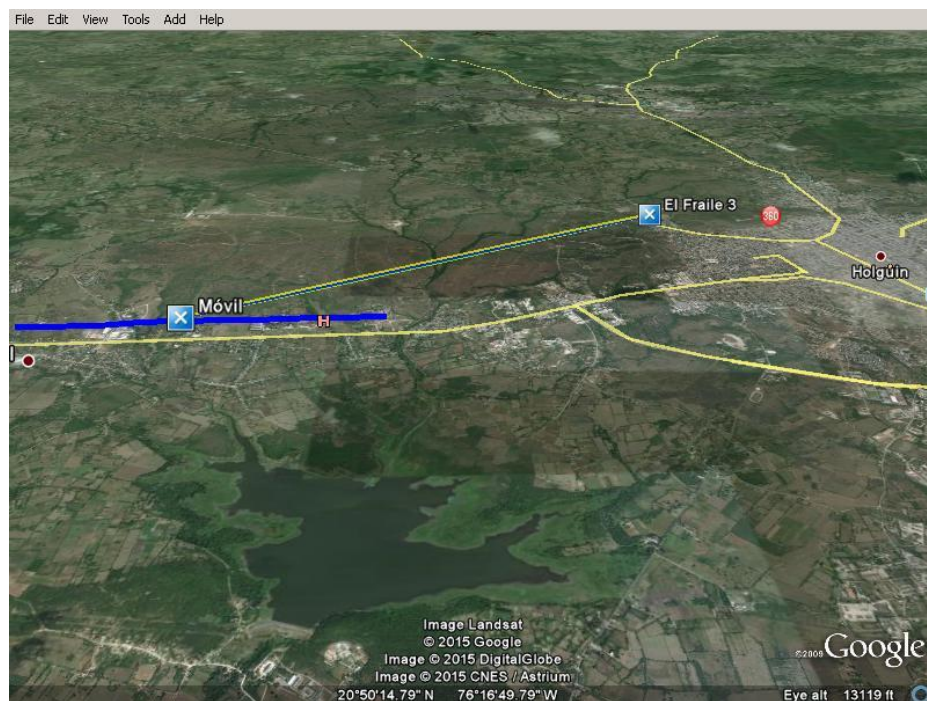 File Edit View Tools Add Help
El Fraile 3
360
Holguín
Móvil
H
l
Image Landsat
© 2015 Google
Image © 2015 DigitalGlobe
Image © 2015 CNES / Astrium
©2009 Google
20°50'14.79" N 76°16'49.79" W
Eye alt 13119 ft